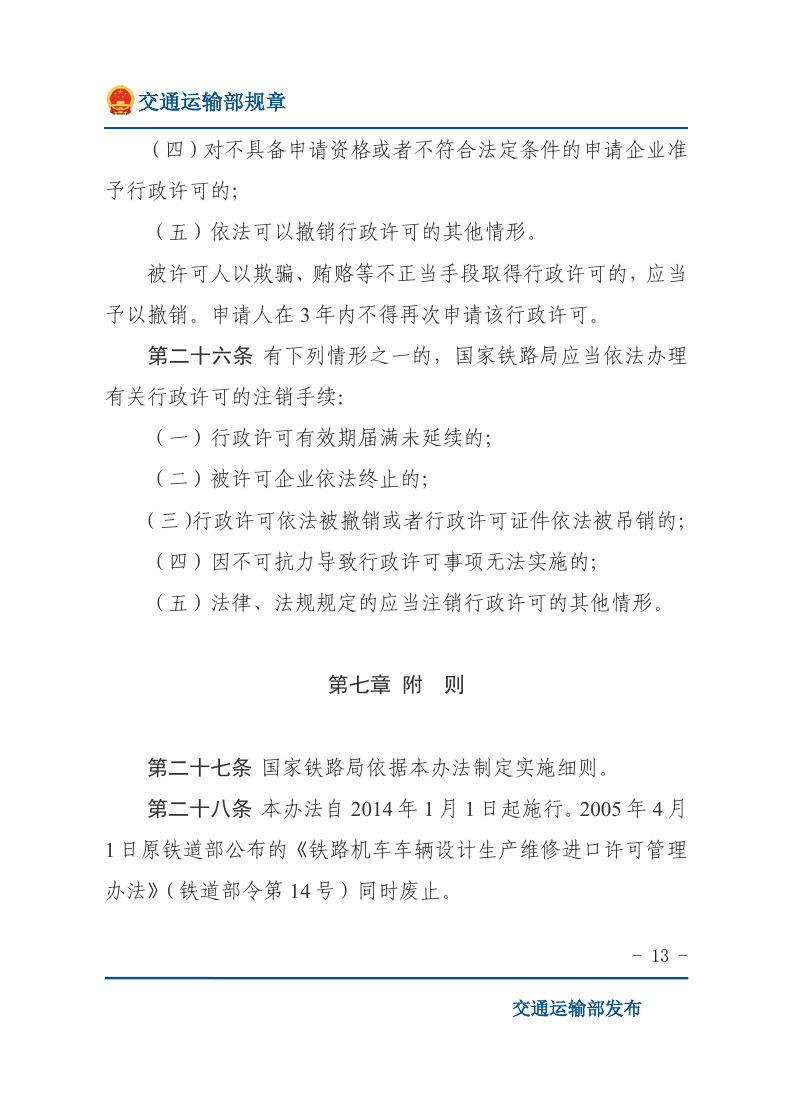 交通运输部规章
（四）对不具备申请资格或者不符合法定条件的申请企业准
予行政许可的；
（五）依法可以撤销行政许可的其他情形。
被许可人以欺骗、贿赂等不正当手段取得行政许可的，应当
予以撤销。申请人在 3 年内不得再次申请该行政许可。
第二十六条 有下列情形之一的，国家铁路局应当依法办理
有关行政许可的注销手续：
（一）行政许可有效期届满未延续的；
（二）被许可企业依法终止的；
（三）行政许可依法被撤销或者行政许可证件依法被吊销的；
（四）因不可抗力导致行政许可事项无法实施的；
（五）法律、法规规定的应当注销行政许可的其他情形。
第七章 附　则
第二十七条 国家铁路局依据本办法制定实施细则。
第二十八条 本办法自 2014 年 1 月 1 日起施行。2005 年 4 月
1 日原铁道部公布的《铁路机车车辆设计生产维修进口许可管理
办法》（铁道部令第 14 号）同时废止。
- 13 -
交通运输部发布